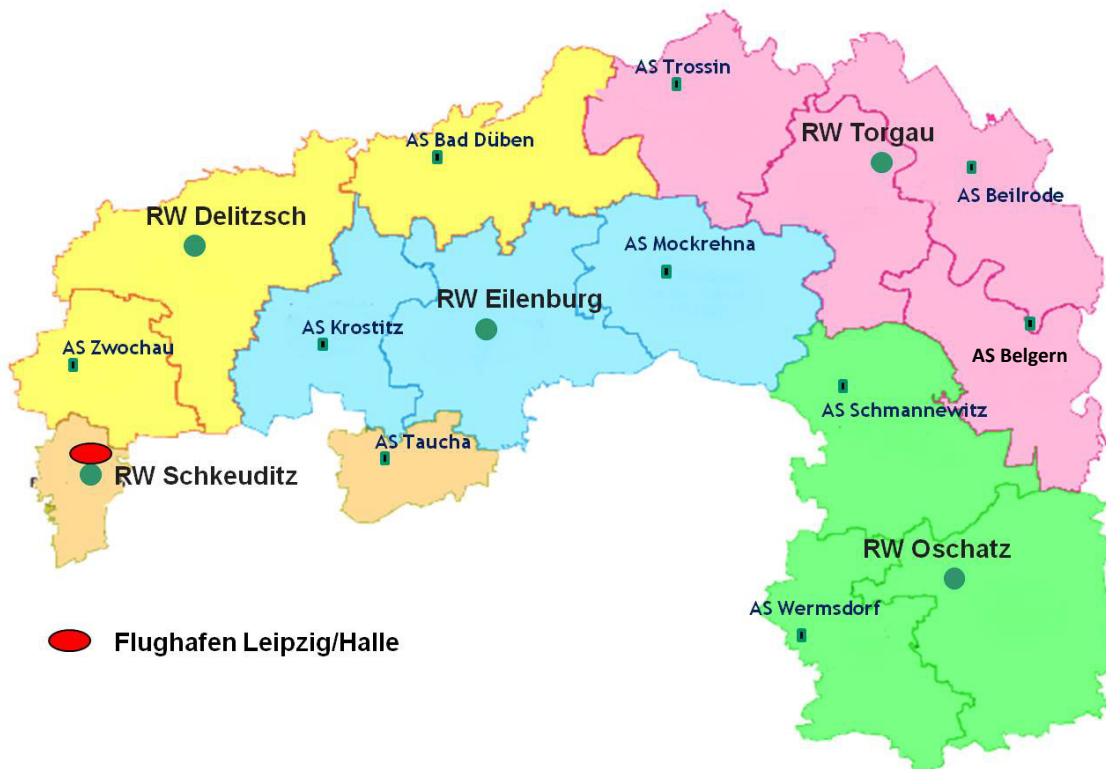 AS Trossin
RW Torgau
AS Bad Düben
AS Beilrode
RW Delitzsch
AS Mockrehna
RW Eilenburg
AS Krostitz
AS Zwochau
AS Belgern
AS Schmannewitz
AS Taucha
RW Schkeuditz
RW Oschatz
AS Wermsdorf
Flughafen Leipzig/Halle